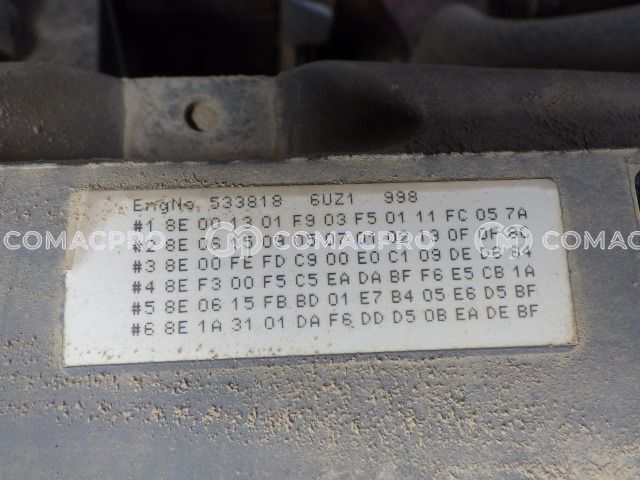 EngNo. 533818 6UZ1 998
#1 8E 00 13 01 F9 03 F5 01 11 FC 05 7A
#2 8E 06
#3 8E 00 FE FD C9 00 E0 C1 09 DE
#4 8E F3 00 F5 C5 EA DA BF F6 E5 CB 1A
#5 8E 06 15 FB BD 01 E7 B4 05 E6 D5 BF
#6 8E 1A 31 01 DA F6 DD D5 0B EA DE BF
COMACPRO COMACPRO COMACPRO